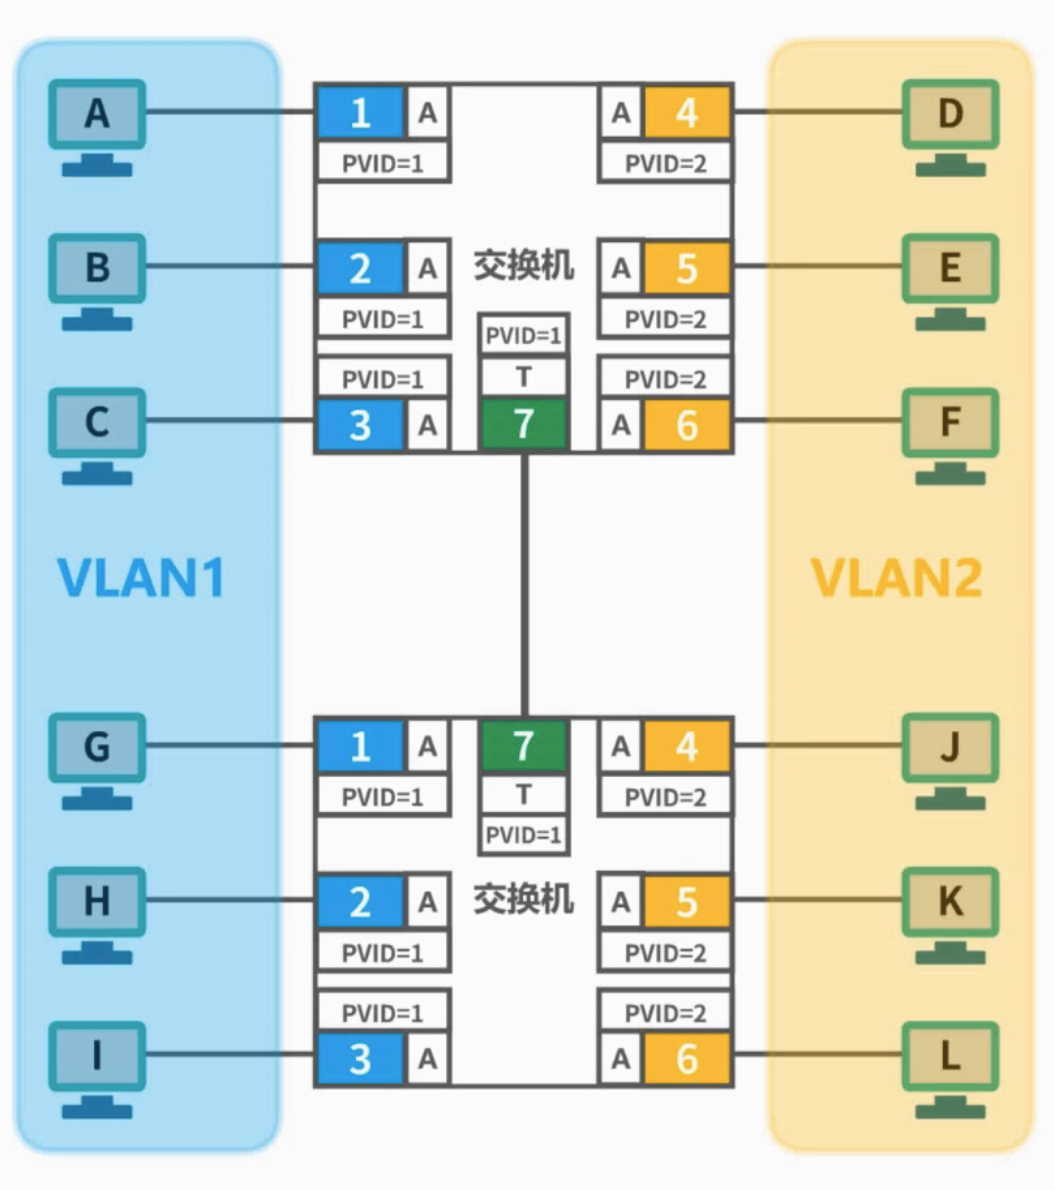 A 1 A A 4 D
PVID=1 PVID=2
B 2 A 交换机 A 5 E
PVID=1 PVID=1 PVID=2
PVID=1 T PVID=2
C 3 A 7 A 6 F
VLAN1 VLAN2
G 1 A 7 A 4 J
PVID=1 T PVID=2
PVID=1
H 2 A 交换机 A 5 K
PVID=1 PVID=2
PVID=1 PVID=2
I 3 A A 6 L